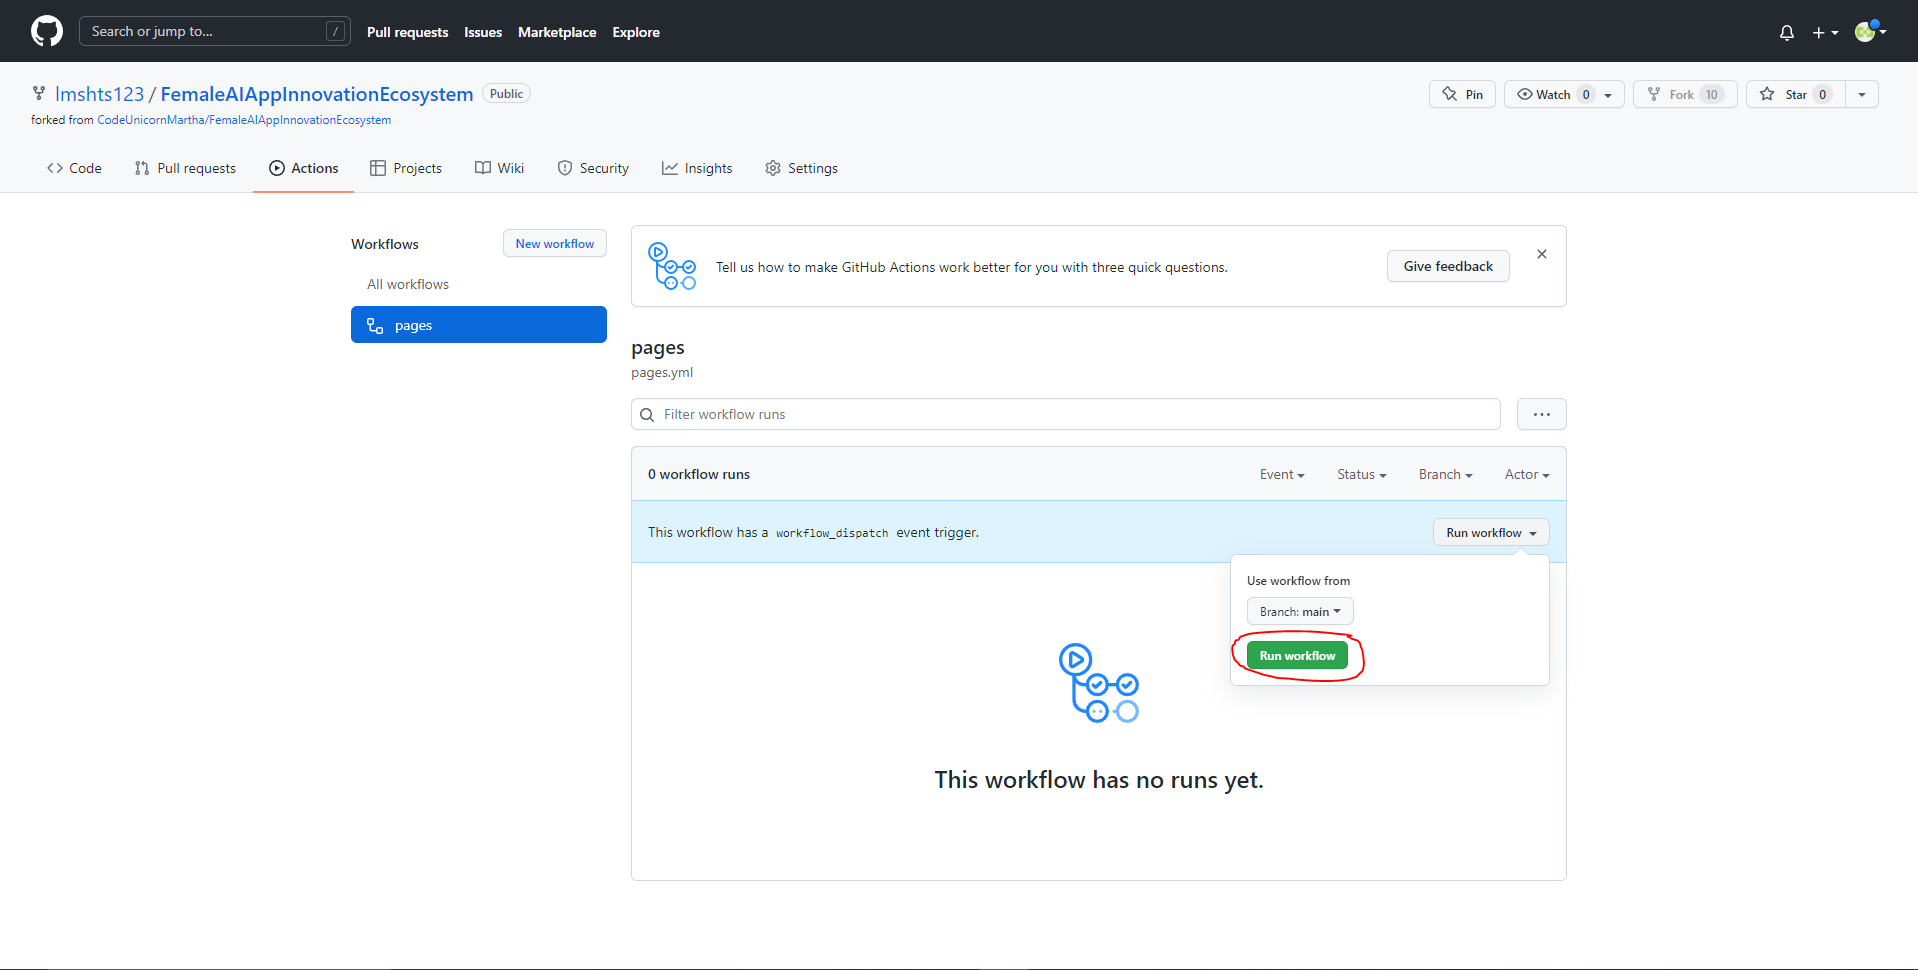 Search or jump to... /
Pull requests Issues Marketplace Explore
lmshts123 / FemaleAIAppInnovationEcosystem Public
Pin Watch 0 Fork 10 Star 0
forked from CodeUnicornMartha/FemaleAIAppInnovationEcosystem
Code Pull requests Actions Projects Wiki Security Insights Settings
Workflows New workflow
All workflows
pages
Tell us how to make GitHub Actions work better for you with three quick questions. Give feedback
pages
pages.yml
Filter workflow runs
0 workflow runs Event Status Branch Actor
This workflow has a workflow_dispatch event trigger. Run workflow
Use workflow from
Branch: main
Run workflow
This workflow has no runs yet.